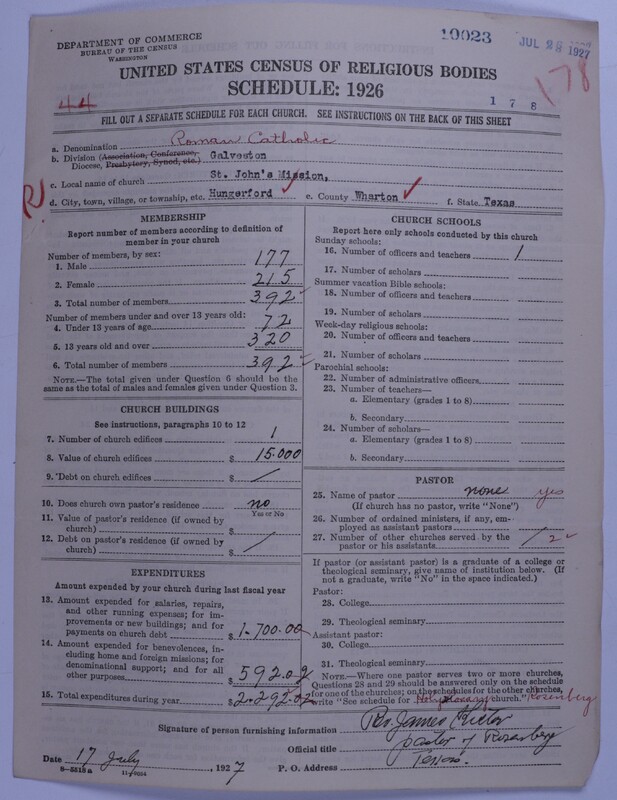 DEPARTMENT OF COMMERCE
BUREAU OF THE CENSUS
WASHINGTON
19023
JUL 28 1927
178
UNITED STATES CENSUS OF RELIGIOUS BODIES
SCHEDULE: 1926
44
1 7 8
FILL OUT A SEPARATE SCHEDULE FOR EACH CHURCH. SEE INSTRUCTIONS ON THE BACK OF THIS SHEET
a. Denomination Roman Catholic
b. Division (Association, Conference, Galveston
Diocese, Presbytery, Synod, etc.)
c. Local name of church St. John's Mission,
d. City, town, village, or township, etc. Hungerford e. County Wharton f. State Texas
MEMBERSHIP
Report number of members according to definition of
member in your church
Number of members, by sex:
1. Male 177
2. Female 215
3. Total number of members 392
Number of members under and over 13 years old:
4. Under 13 years of age 72
5. 13 years old and over 320
6. Total number of members 392
NOTE.—The total given under Question 6 should be the
same as the total of males and females given under Question 3.
CHURCH BUILDINGS
See instructions, paragraphs 10 to 12
7. Number of church edifices 1
8. Value of church edifices $ 15.000
9. Debt on church edifices $ /
10. Does church own pastor's residence no
Yes or No
11. Value of pastor's residence (if owned by
church) $
12. Debt on pastor's residence (if owned by
church) $ /
EXPENDITURES
Amount expended by your church during last fiscal year
13. Amount expended for salaries, repairs,
and other running expenses; for im-
provements or new buildings; and for
payments on church debt $ 1-700.00
14. Amount expended for benevolences, in-
cluding home and foreign missions; for
denominational support; and for all
other purposes $ 592.02
15. Total expenditures during year $ 2-292.02
CHURCH SCHOOLS
Report here only schools conducted by this church
Sunday schools:
16. Number of officers and teachers 1
17. Number of scholars
Summer vacation Bible schools:
18. Number of officers and teachers
19. Number of scholars
Week-day religious schools:
20. Number of officers and teachers
21. Number of scholars
Parochial schools:
22. Number of administrative officers
23. Number of teachers—
a. Elementary (grades 1 to 8)
b. Secondary
24. Number of scholars—
a. Elementary (grades 1 to 8)
b. Secondary
PASTOR
25. Name of pastor none yes
(If church has no pastor, write "None")
26. Number of ordained ministers, if any, em-
ployed as assistant pastors
27. Number of other churches served by the
pastor or his assistants / 2
If pastor (or assistant pastor) is a graduate of a college or
theological seminary, give name of institution below. (If
not a graduate, write "No" in the space indicated.)
Pastor:
28. College
29. Theological seminary
Assistant pastor:
30. College
31. Theological seminary
NOTE.—Where one pastor serves two or more churches,
Questions 28 and 29 should be answered only on the schedule
for one of the churches; on the schedules for the other churches,
write "See schedule for Holy Rosary church." Rosenberg
Signature of person furnishing information Rev. James
Official title pastor of Rosenberg
Date 17 July, 1927 P. O. Address Texas.
8—5518a 11—9264